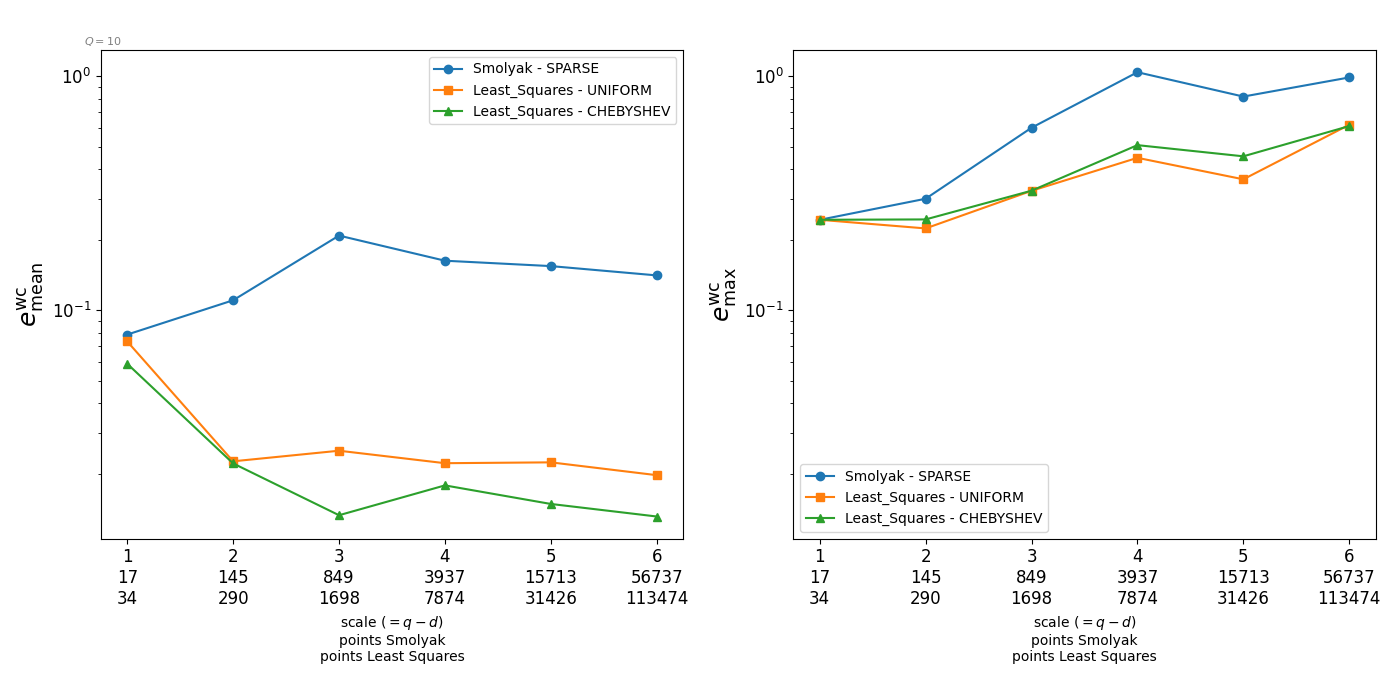 Q = 10
10⁰
10⁻¹
e^wc_mean
Smolyak - SPARSE
Least_Squares - UNIFORM
Least_Squares - CHEBYSHEV
1 2 3 4 5 6
17 145 849 3937 15713 56737
34 290 1698 7874 31426 113474
scale (= q − d)
points Smolyak
points Least Squares
10⁰
10⁻¹
e^wc_max
Smolyak - SPARSE
Least_Squares - UNIFORM
Least_Squares - CHEBYSHEV
1 2 3 4 5 6
17 145 849 3937 15713 56737
34 290 1698 7874 31426 113474
scale (= q − d)
points Smolyak
points Least Squares